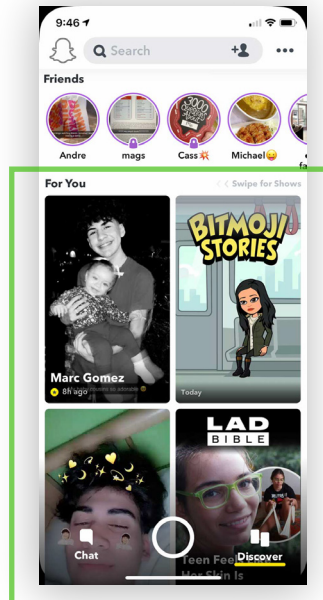 9:46
Search
Friends
Andre
mags
Cass💥
Michael😛
For You
Swipe for Shows
BITMOJI
STORIES
Marc Gomez
8h ago
Today
LAD
BIBLE
Chat
Teen Fee
Discover
Her Skin Is